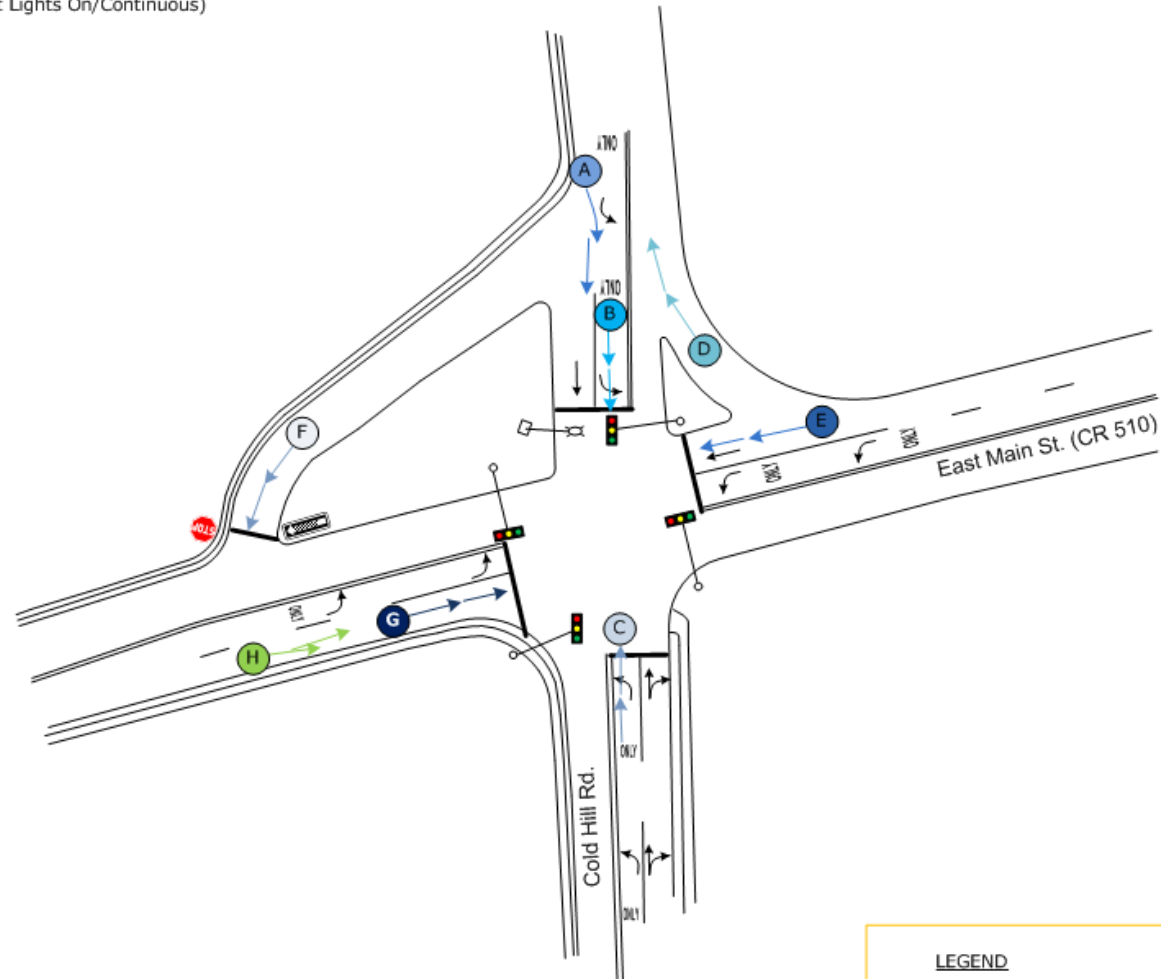 t Lights On/Continuous)
ONLY
A
ONLY
B
D
F
E
ONLY
East Main St. (CR 510)
ONLY
STOP
ONLY
G
C
H
ONLY
Cold Hill Rd.
ONLY
LEGEND